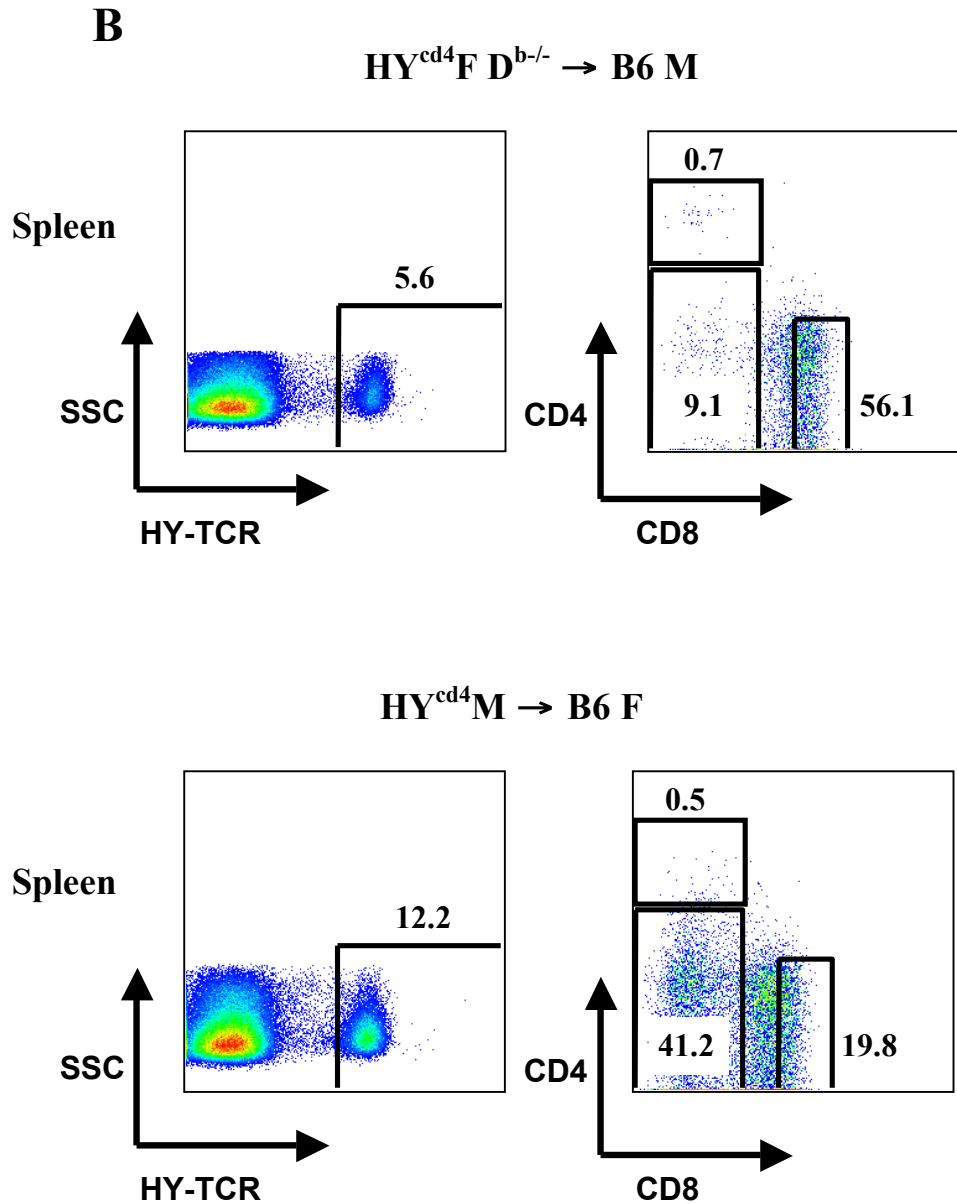 B
HYᶜᵈ⁴F Dᵇ⁻/⁻ → B6 M
0.7
Spleen
5.6
SSC
CD4
9.1
56.1
HY-TCR
CD8
HYᶜᵈ⁴M → B6 F
0.5
Spleen
12.2
SSC
CD4
41.2
19.8
HY-TCR
CD8